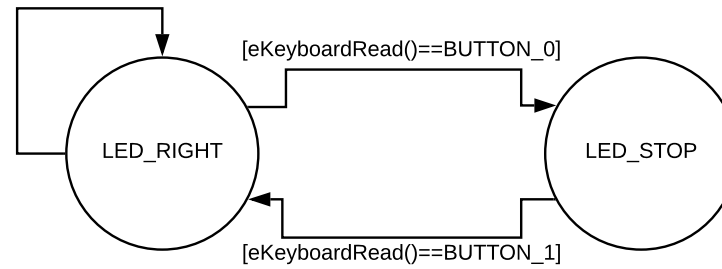 [eKeyboardRead()==BUTTON_0]
LED_RIGHT
LED_STOP
[eKeyboardRead()==BUTTON_1]